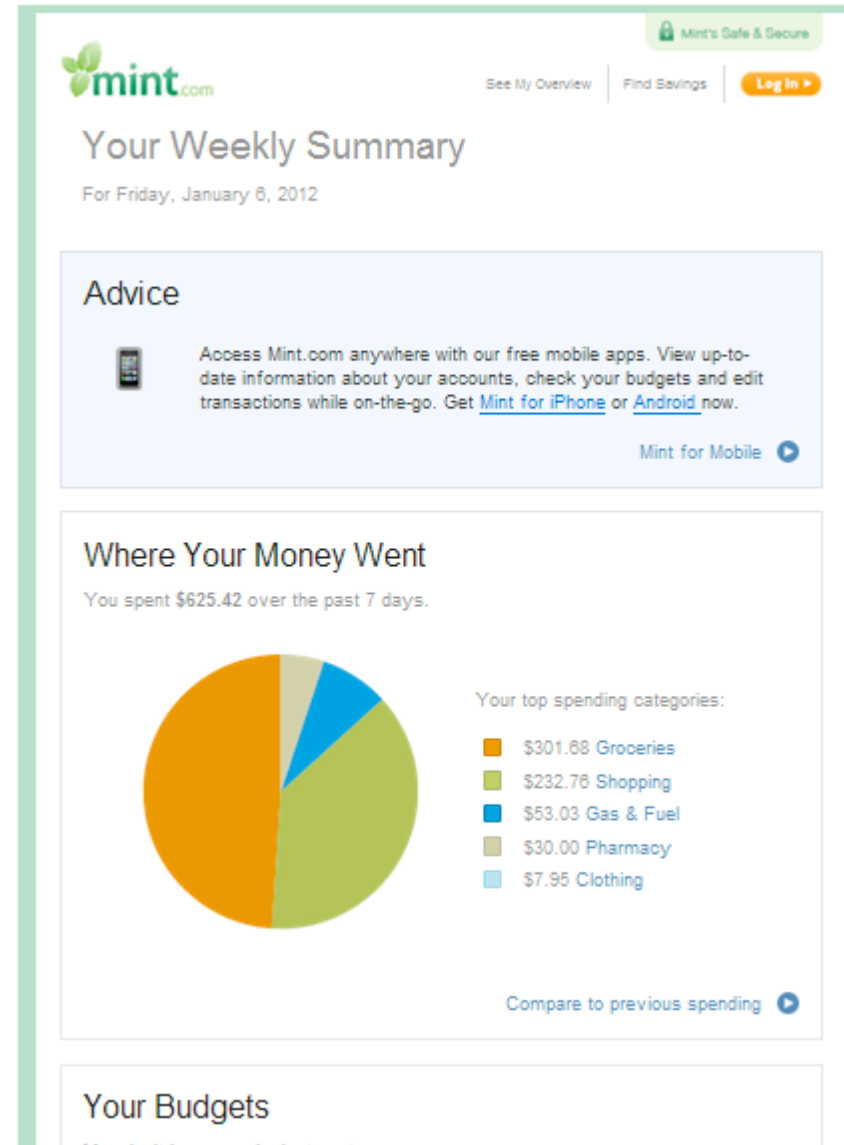 Mint's Safe & Secure
mint.com
See My Overview
Find Savings
Log In
Your Weekly Summary
For Friday, January 6, 2012
Advice
Access Mint.com anywhere with our free mobile apps. View up-to-
date information about your accounts, check your budgets and edit
transactions while on-the-go. Get Mint for iPhone or Android now.
Mint for Mobile
Where Your Money Went
You spent $625.42 over the past 7 days.
Your top spending categories:
$301.68 Groceries
$232.76 Shopping
$53.03 Gas & Fuel
$30.00 Pharmacy
$7.95 Clothing
Compare to previous spending
Your Budgets